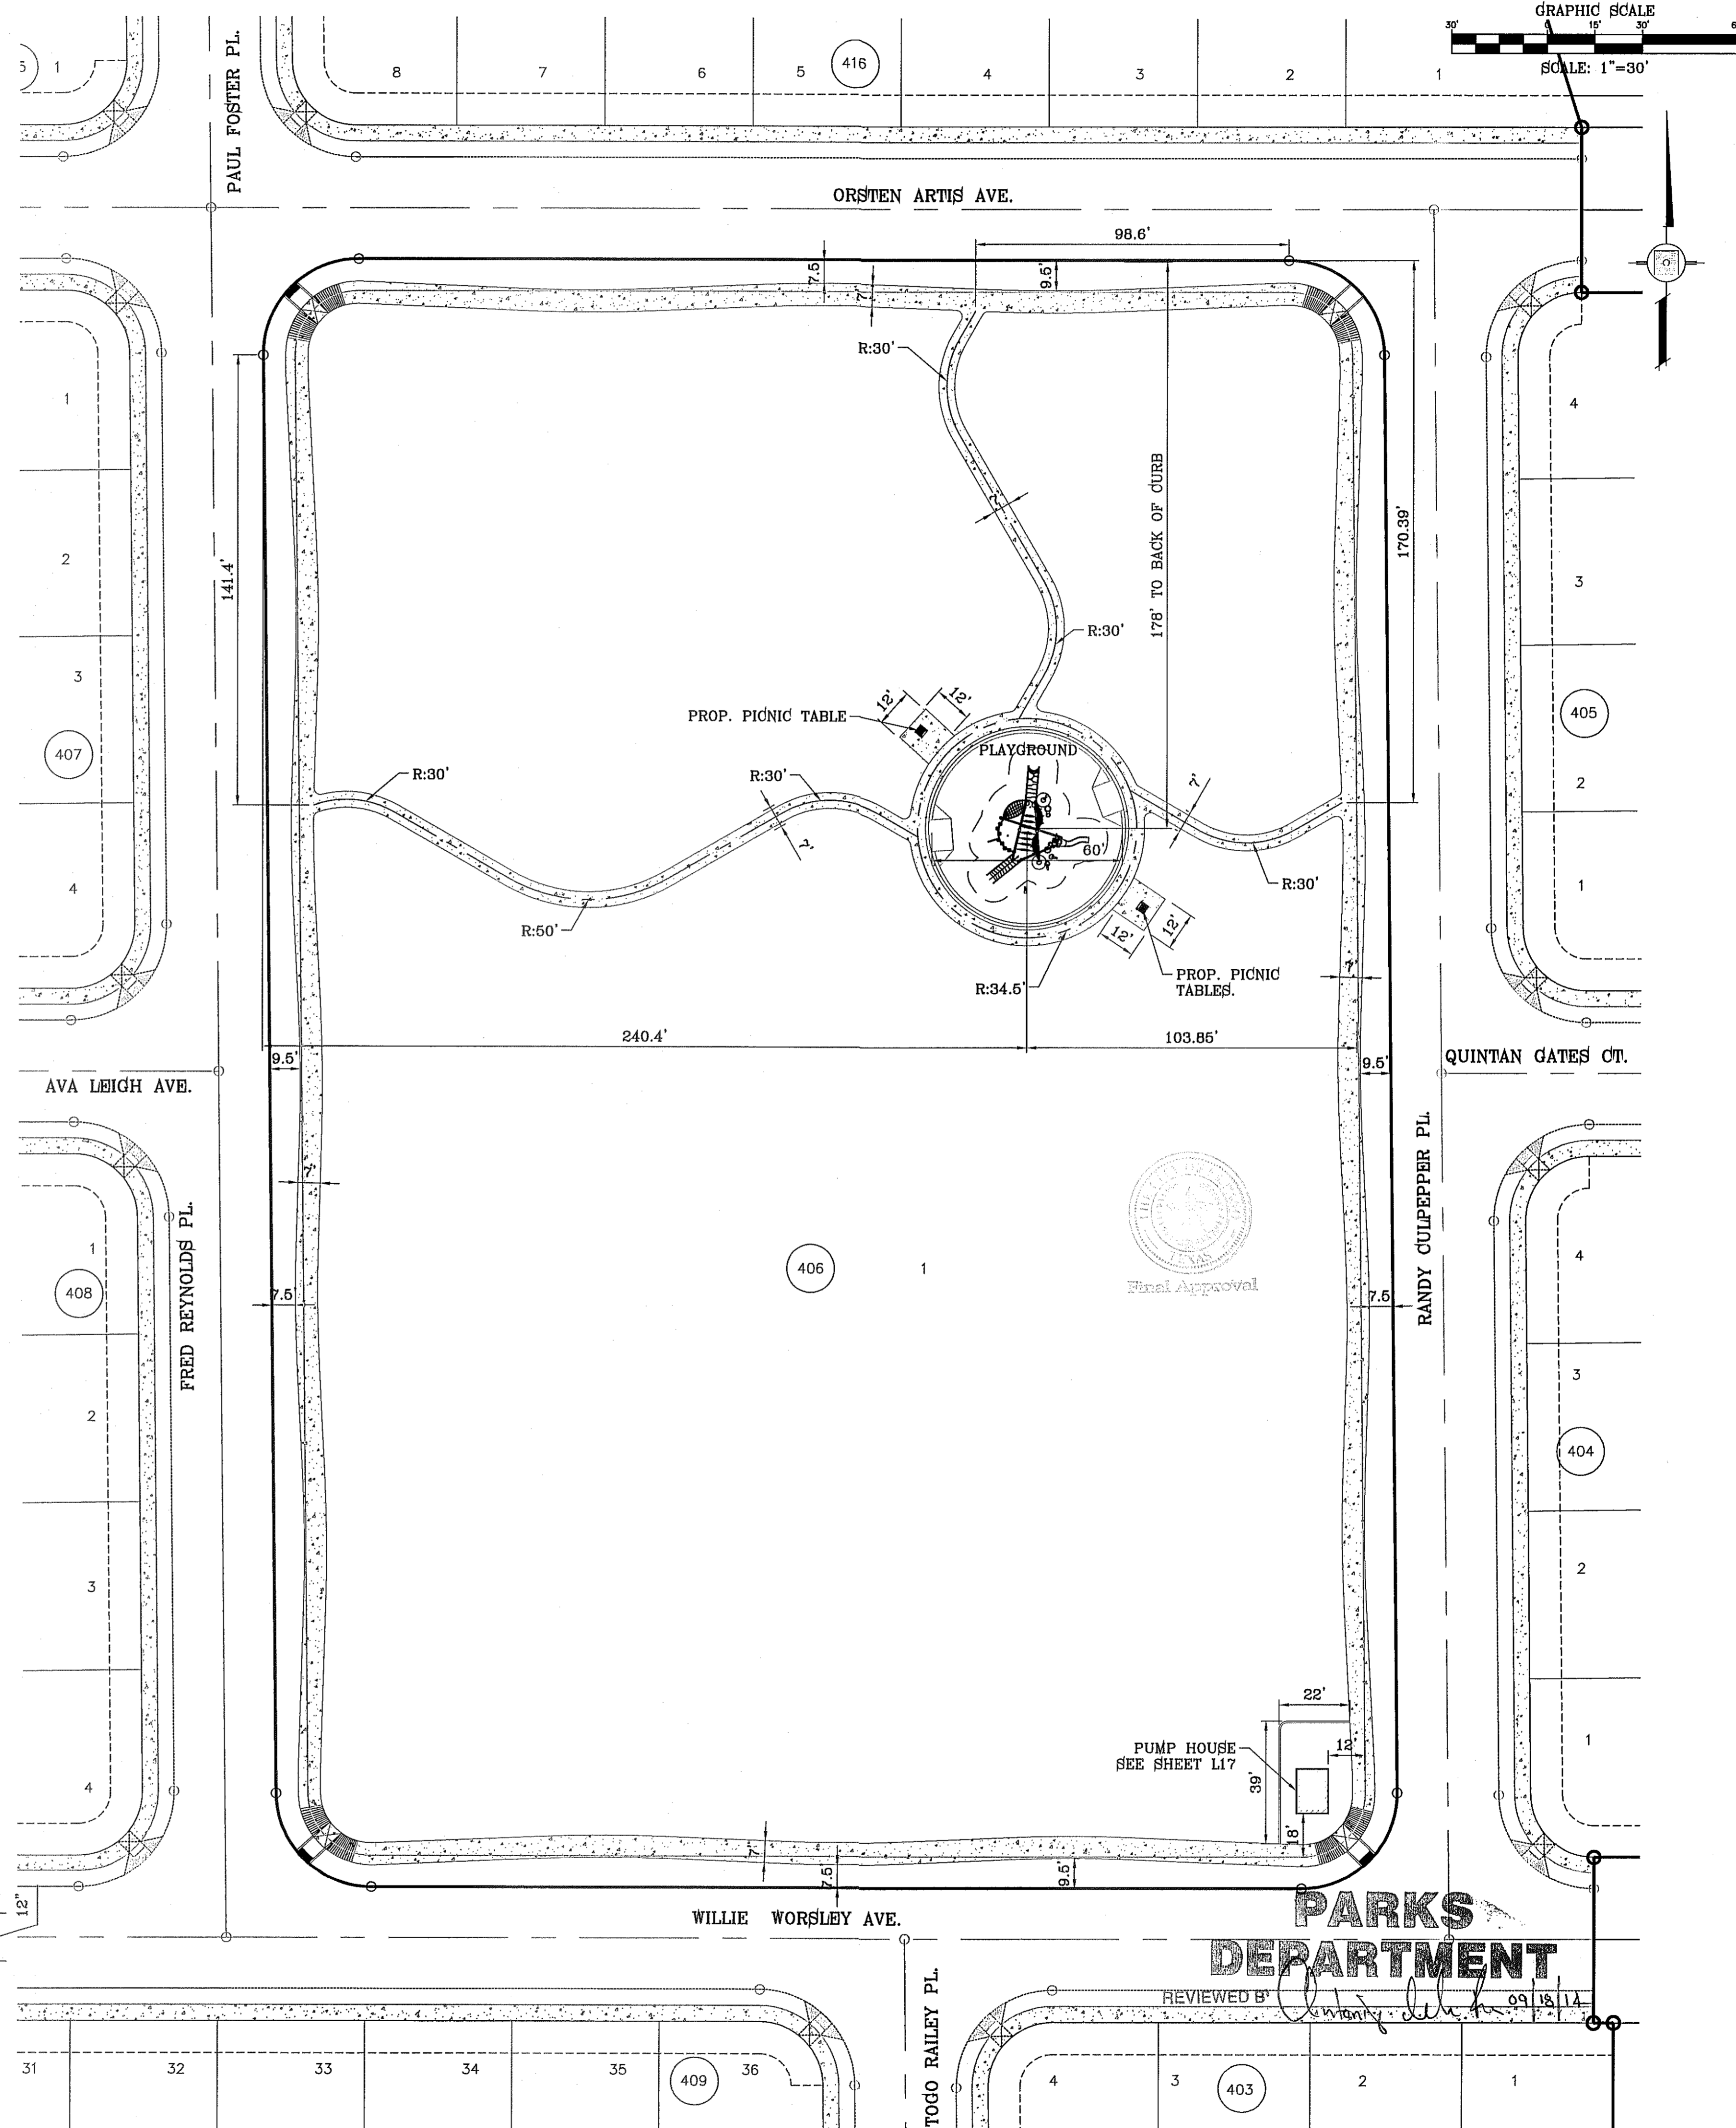 GRAPHIC SCALE
30' 0 15' 30'
SCALE: 1"=30'
1
8 7 6 5 416 4 3 2 1
PAUL FOSTER PL.
ORSTEN ARTIS AVE.
98.6'
7.5'
7'
9.5'
R:30'
1
4
7'
178' TO BACK OF CURB
170.39'
141.4'
2
3
R:30'
3
12' 12'
PROP. PICNIC TABLE
405
PLAYGROUND
407
R:30'
R:30'
7'
2
7'
60'
4
R:30'
1
R:50'
12' 12'
PROP. PICNIC
TABLES.
7'
R:34.5'
240.4'
103.85'
9.5'
9.5'
QUINTAN GATES CT.
AVA LEIGH AVE.
7'
FRED REYNOLDS PL.
RANDY CULPEPPER PL.
1
4
406
1
TEXAS
Final Approval
408
7.5'
7.5
3
2
404
2
3
22'
PUMP HOUSE
SEE SHEET L17
12'
1
39'
4
18'
7'
7.5'
9.5'
12"
WILLIE WORSLEY AVE.
PARKS
DEPARTMENT
REVIEWED BY
09/18/14
TOGO RAILEY PL.
31 32 33 34 35 409 36
4 3 403 2 1